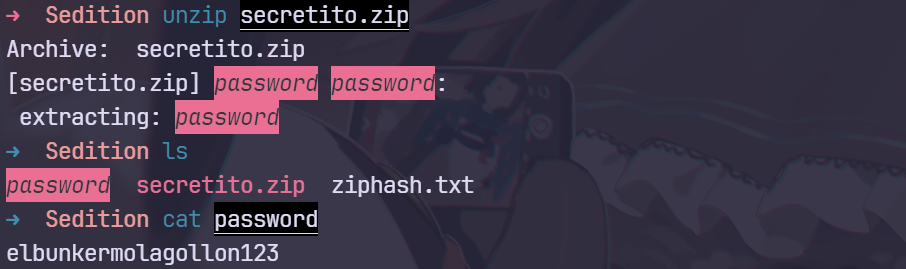 → Sedition unzip secretito.zip
Archive:  secretito.zip
[secretito.zip] password password:
 extracting: password
→ Sedition ls
password  secretito.zip  ziphash.txt
→ Sedition cat password
elbunkermolagollon123